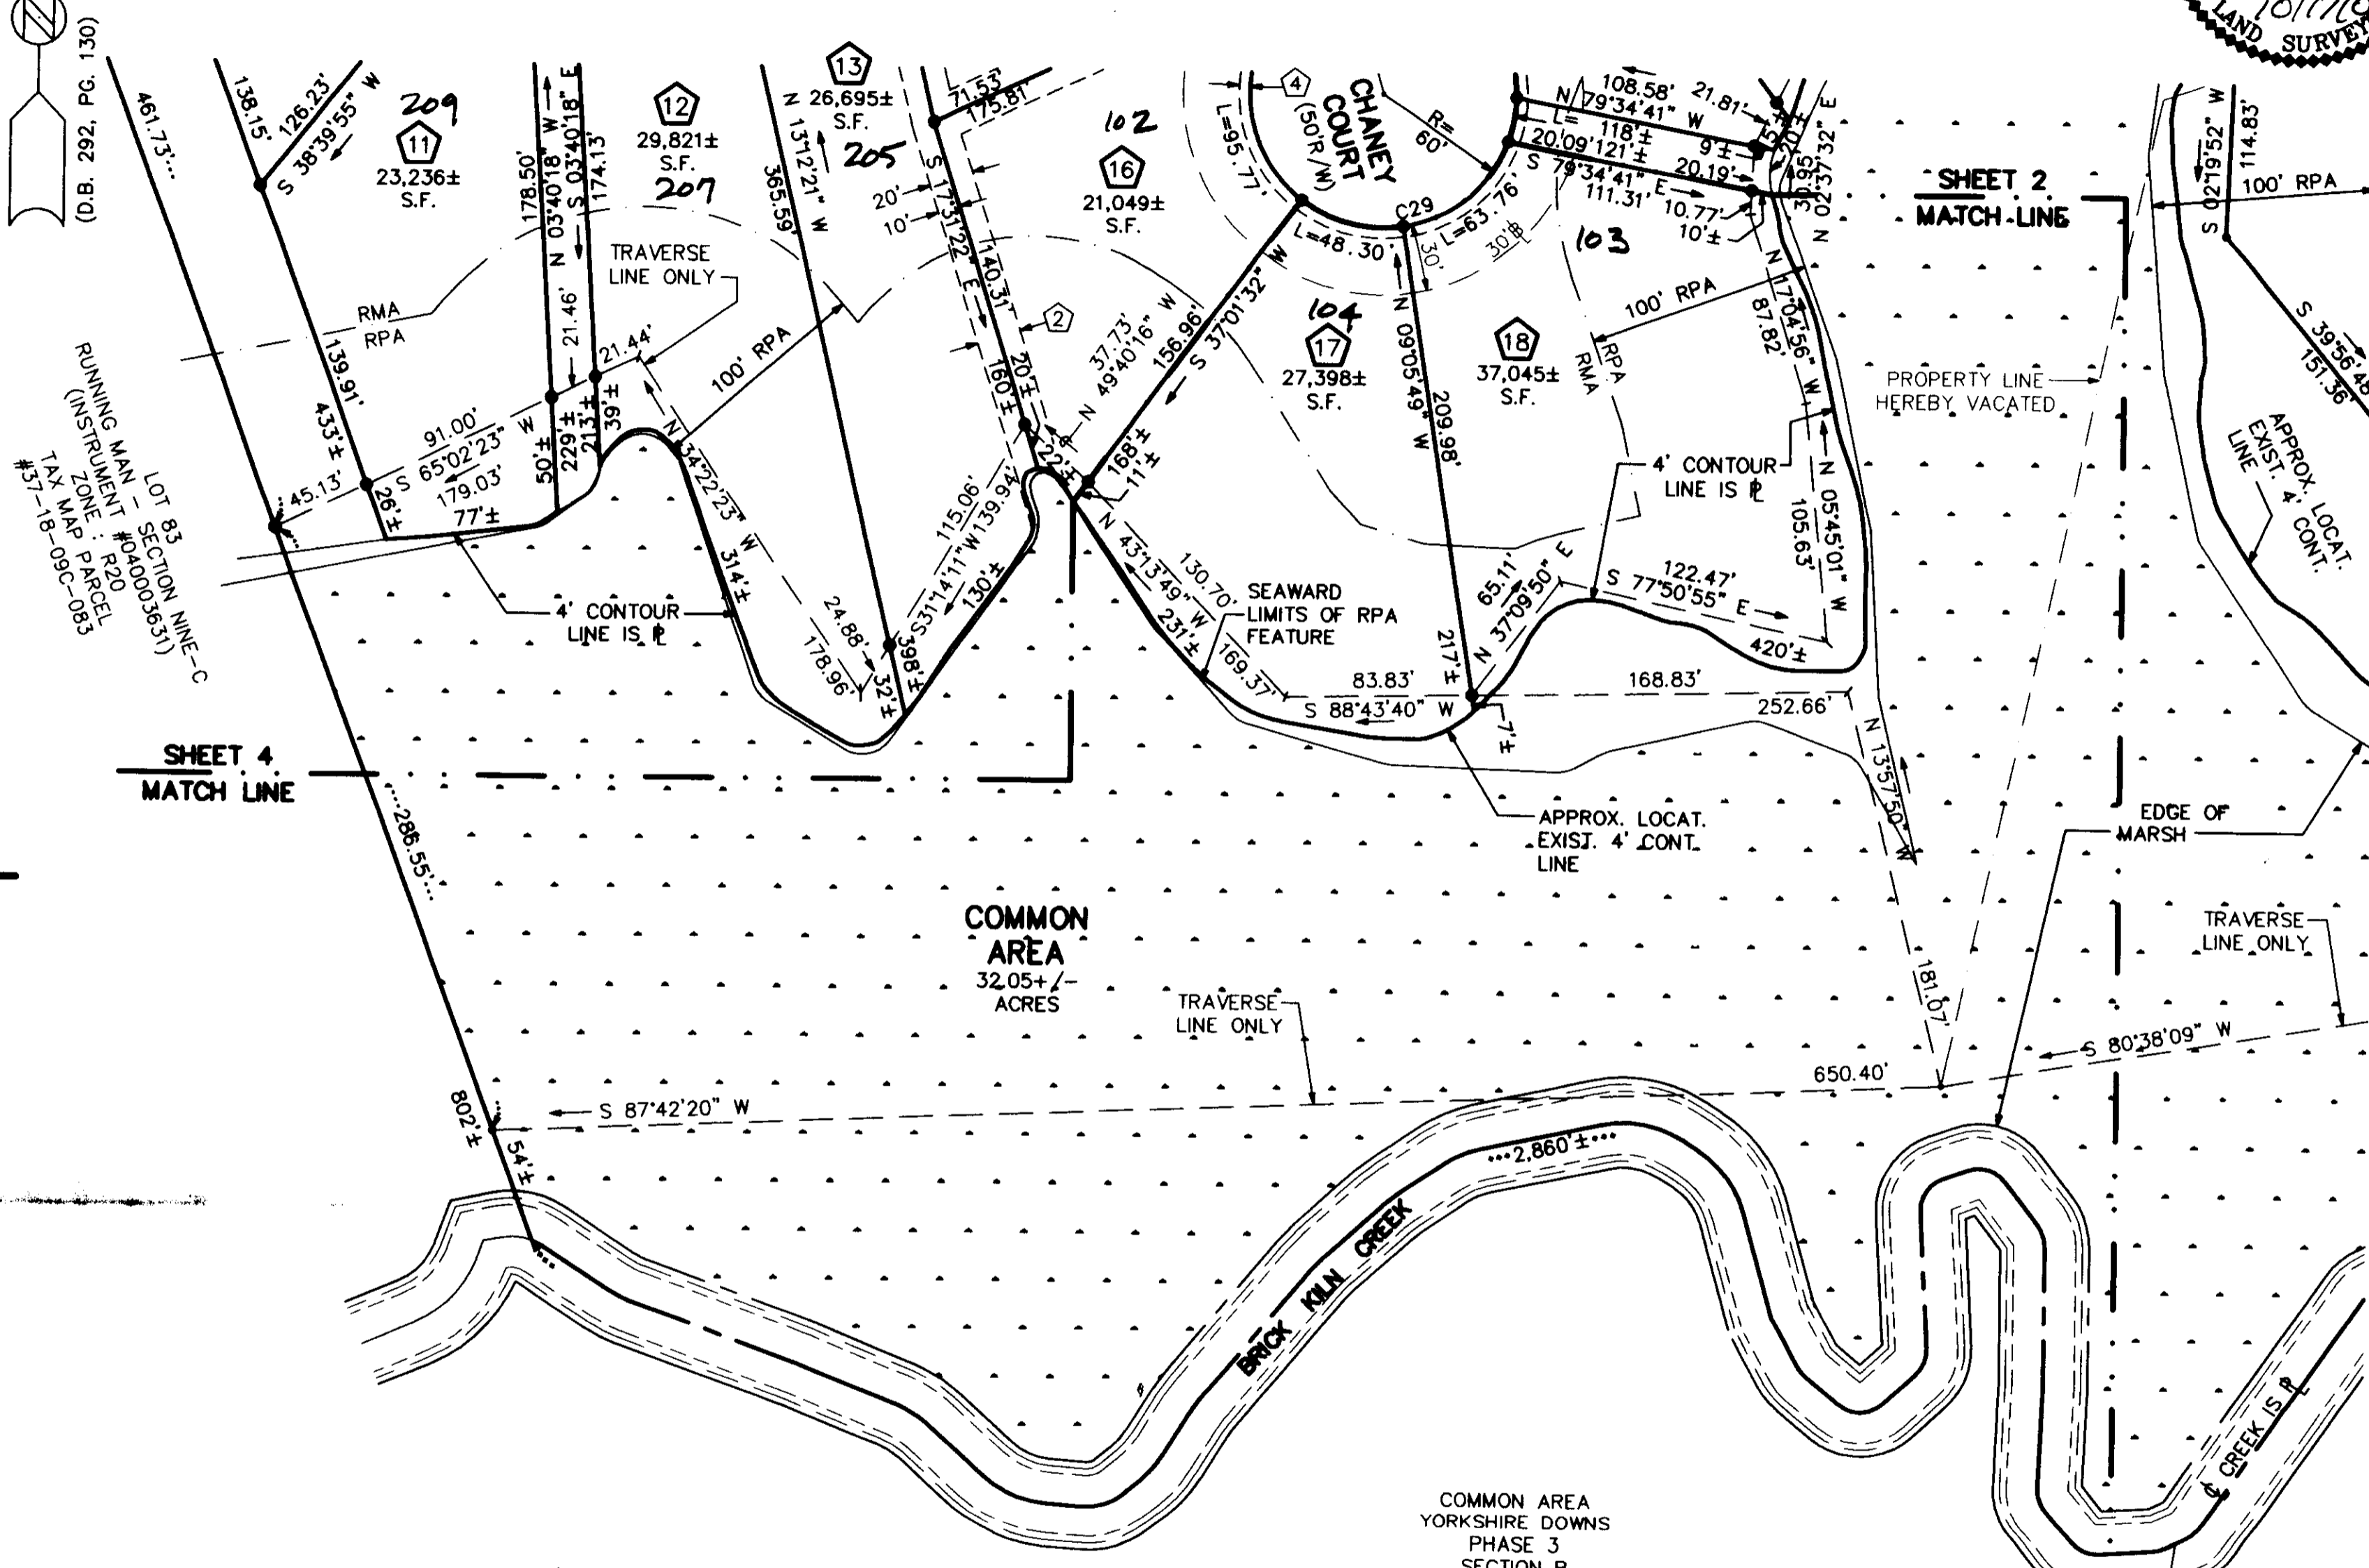 N
(D.B. 292, PG. 130)
LAND SURVEY
461.73'...
138.15'
126.23'
S 38°39'55" W
209
11
23,236±
S.F.
178.50'
N 03°40'18" W
S 03°40'18" E
174.13'
12
29,821±
S.F.
207
13
26,695±
S.F.
205
N 13°12'21" W
365.59'
71.53'
175.81'
102
16
21,049±
S.F.
S 17°31'22" E
140.31'
20'
10'
2
4
L=95.77'
CHANEY
COURT
(50'R/W)
R=
60'
L=48.30'
C29
L=63.76'
30'
30'B
108.58'
21.81'
N 79°34'41" W
L=
118'±
9'±
20.09'
121'±
S 79°34'41" E
20.19'
111.31'
10.77'
10'±
20'±
30.95'
N 02°37'32" E
103
SHEET 2
MATCH LINE
S 02°19'52" W
114.83'
100' RPA
S 39°56'48
151.36'
RMA
RPA
TRAVERSE
LINE ONLY
21.46'
21.44'
100' RPA
139.91'
433'±
91.00'
S 65°02'23" W
179.03'
45.13'
26'±
77'±
50'±
229'±
213'±
39'±
20'±
160'±
22'±
37.73'
N 49°40'16" W
156.96'
S 37°01'32" W
168'±
11'±
104
17
27,398±
S.F.
N 09°05'49" W
209.98'
18
37,045±
S.F.
100' RPA
RPA
RMA
N 17°04'56" W
87.82'
4' CONTOUR
LINE IS PL
N 05°45'01" W
105.63'
PROPERTY LINE
HEREBY VACATED
APPROX. LOCAT.
EXIST. 4' CONT.
LINE
LOT 83
RUNNING MAN - SECTION NINE-C
(INSTRUMENT #040003631)
ZONE : R20
TAX MAP PARCEL
#37-18-09C-083
4' CONTOUR
LINE IS PL
N 34°22'23" W
314'±
24.88'
178.96'
32'±
398'±
115.06'
S31°14'11"W
139.94'
130'±
N 43°13'49" W
130.70'
231'±
169.37'
SEAWARD
LIMITS OF RPA
FEATURE
65.11'
N 37°09'50" E
122.47'
S 77°50'55" E
420'±
217'±
83.83'
S 88°43'40" W
168.83'
252.66'
7'±
N 13°57'50" W
SHEET 4
MATCH LINE
...286.55'...
APPROX. LOCAT.
EXIST. 4' CONT.
LINE
EDGE OF
MARSH
COMMON
AREA
32.05+/-
ACRES
TRAVERSE
LINE ONLY
181.07'
TRAVERSE
LINE ONLY
S 80°38'09" W
650.40'
S 87°42'20" W
802'±
54'±
...2,860'±...
BRICK KILN CREEK
CL CREEK IS PL
COMMON AREA
YORKSHIRE DOWNS
PHASE 3
SECTION B